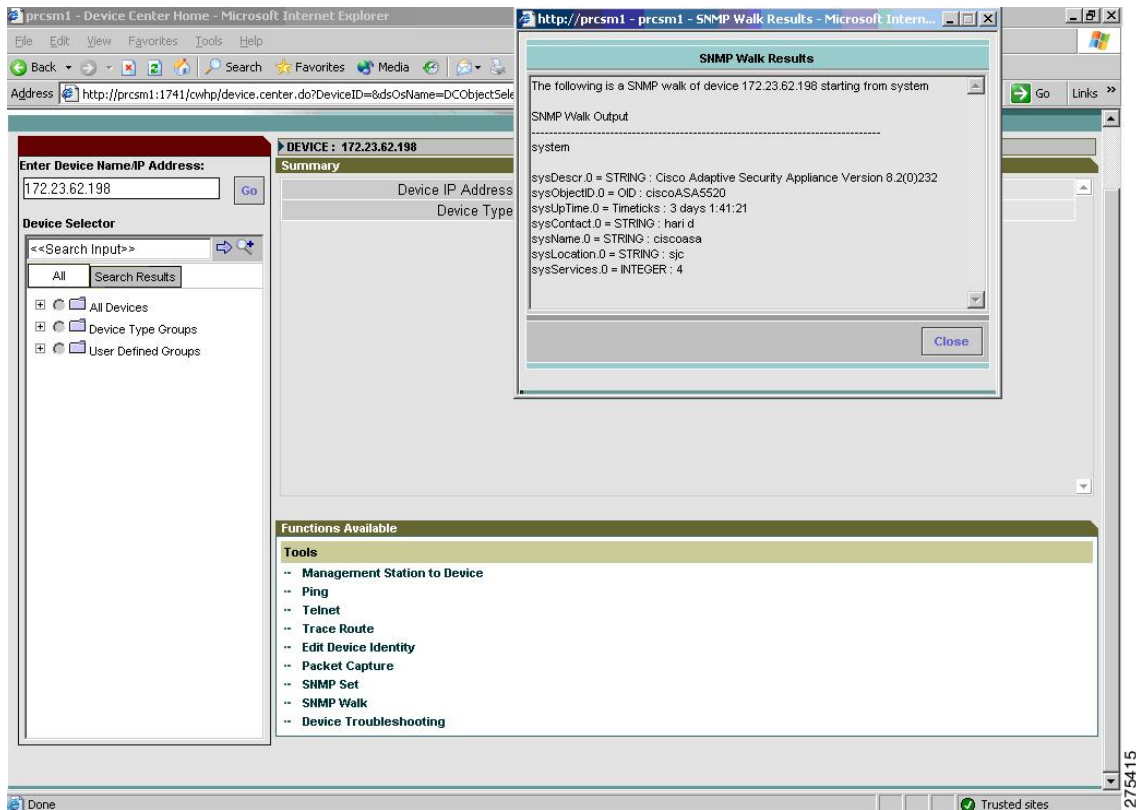 prcsm1 - Device Center Home - Microsoft Internet Explorer
File Edit View Favorites Tools Help
Back Search Favorites Media
Address http://prcsm1:1741/cwhp/device.center.do?DeviceID=&dsOsName=DCObjectSele
Go Links »
Enter Device Name/IP Address:
172.23.62.198 Go
Device Selector
<<Search Input>>
All Search Results
All Devices
Device Type Groups
User Defined Groups
DEVICE : 172.23.62.198
Summary
Device IP Address
Device Type
http://prcsm1 - prcsm1 - SNMP Walk Results - Microsoft Intern...
SNMP Walk Results
The following is a SNMP walk of device 172.23.62.198 starting from system
SNMP Walk Output
--------------------------------------------------------------------------------
system
sysDescr.0 = STRING : Cisco Adaptive Security Appliance Version 8.2(0)232
sysObjectID.0 = OID : ciscoASA5520
sysUpTime.0 = Timeticks : 3 days 1:41:21
sysContact.0 = STRING : hari d
sysName.0 = STRING : ciscoasa
sysLocation.0 = STRING : sjc
sysServices.0 = INTEGER : 4
Close
Functions Available
Tools
Management Station to Device
Ping
Telnet
Trace Route
Edit Device Identity
Packet Capture
SNMP Set
SNMP Walk
Device Troubleshooting
Done
Trusted sites
275415